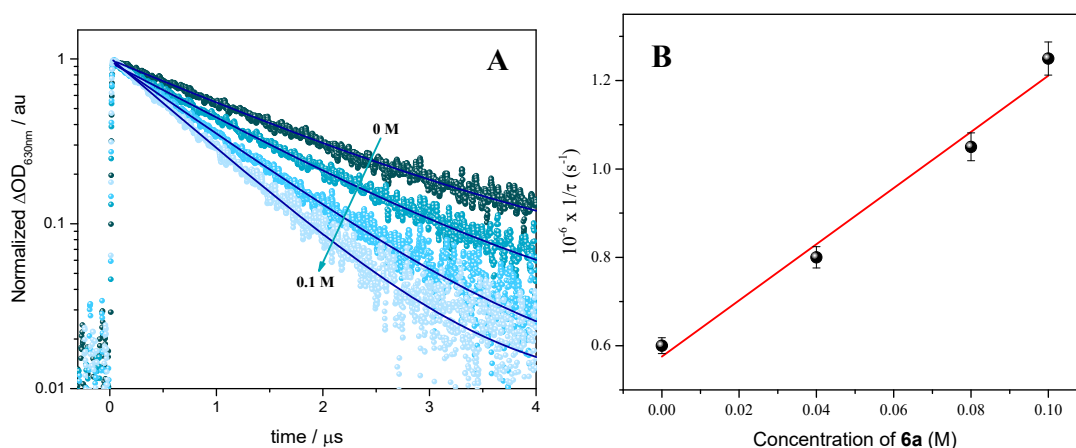 A
Normalized ΔOD630nm / au
1
0.1
0.01
0 M
0.1 M
0
1
2
3
4
time / μs
B
10-6 x 1/τ (s-1)
1.2
1.0
0.8
0.6
0.00
0.02
0.04
0.06
0.08
0.10
Concentration of 6a (M)